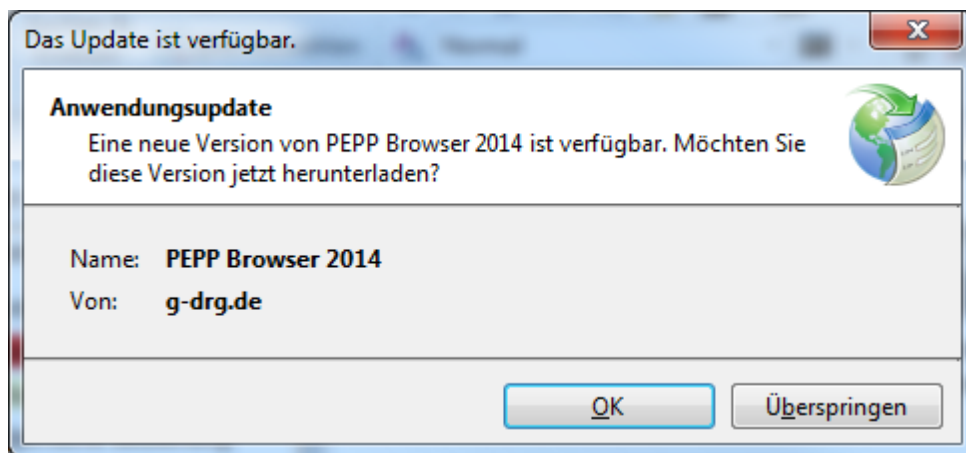 Das Update ist verfügbar.
Anwendungsupdate
Eine neue Version von PEPP Browser 2014 ist verfügbar. Möchten Sie
diese Version jetzt herunterladen?
Name: PEPP Browser 2014
Von: g-drg.de
OK
Überspringen